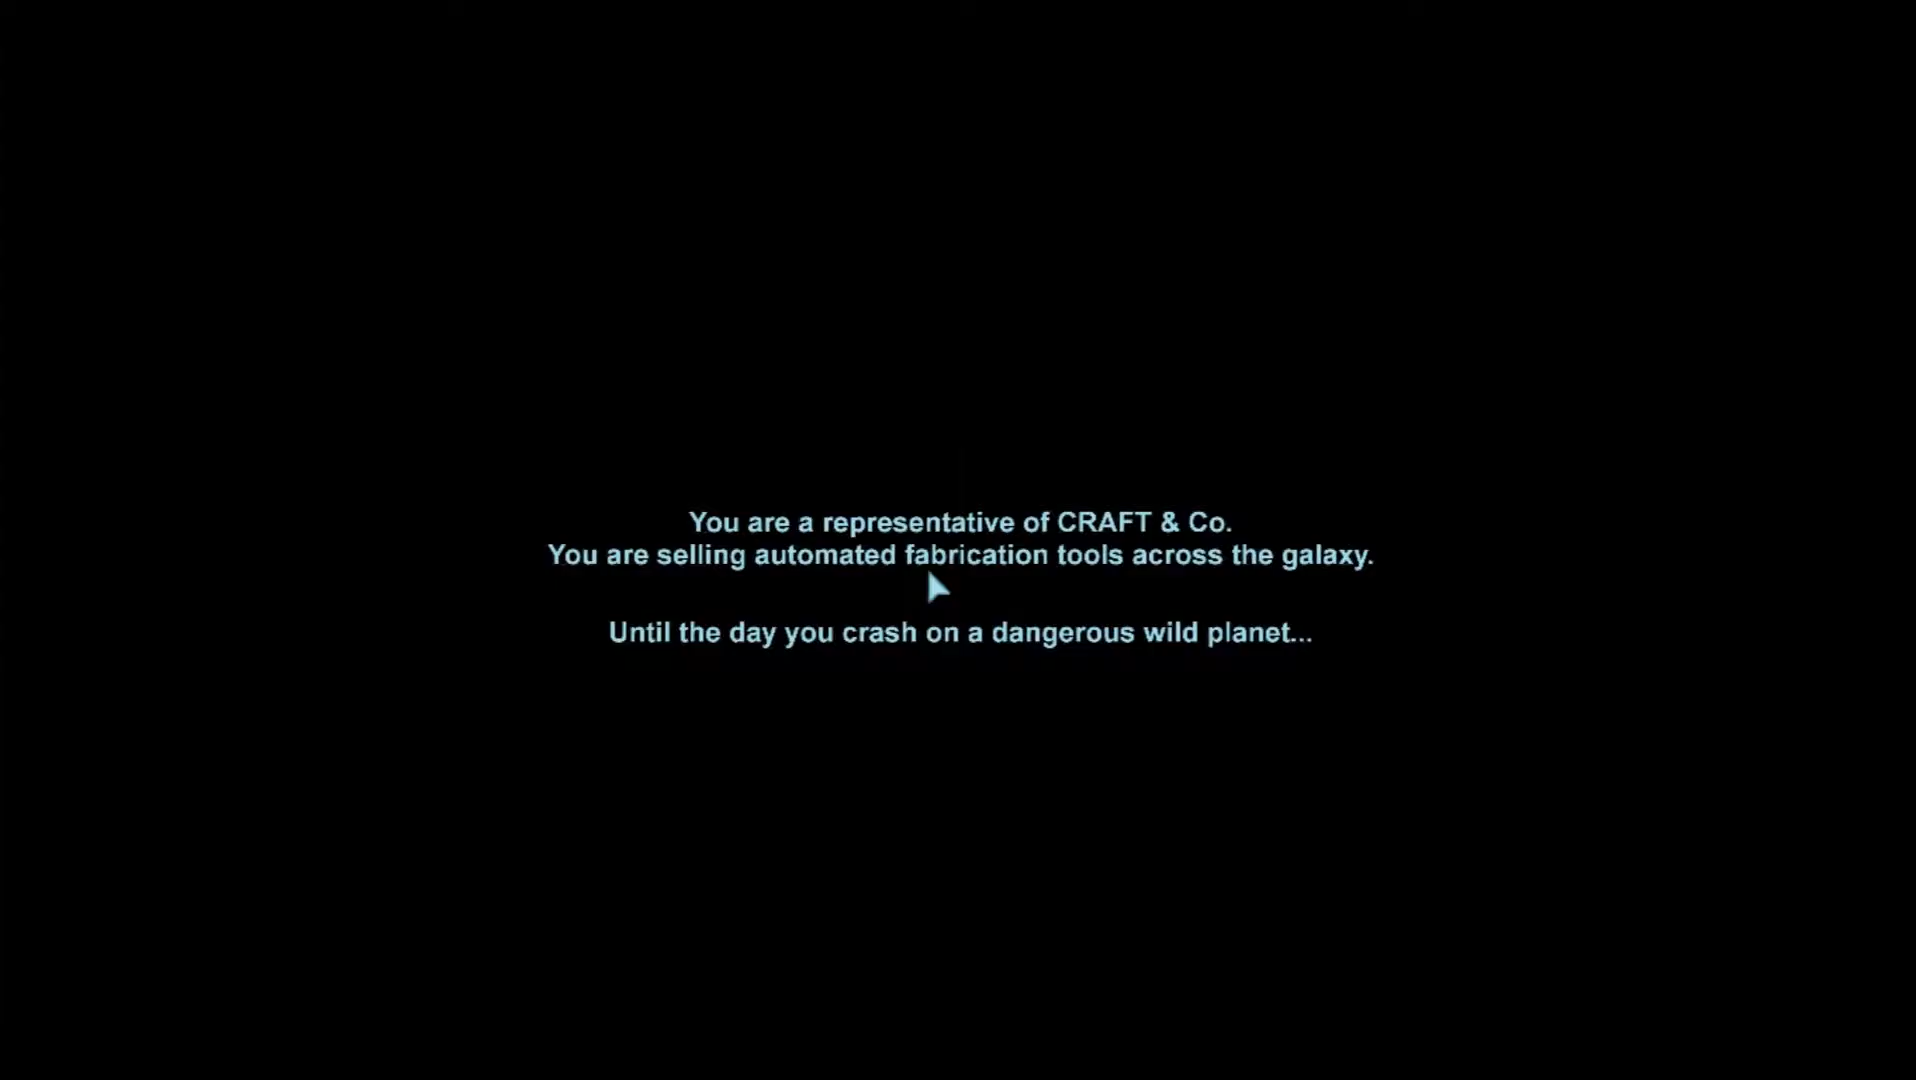 You are a representative of CRAFT & Co.
You are selling automated fabrication tools across the galaxy.
Until the day you crash on a dangerous wild planet...